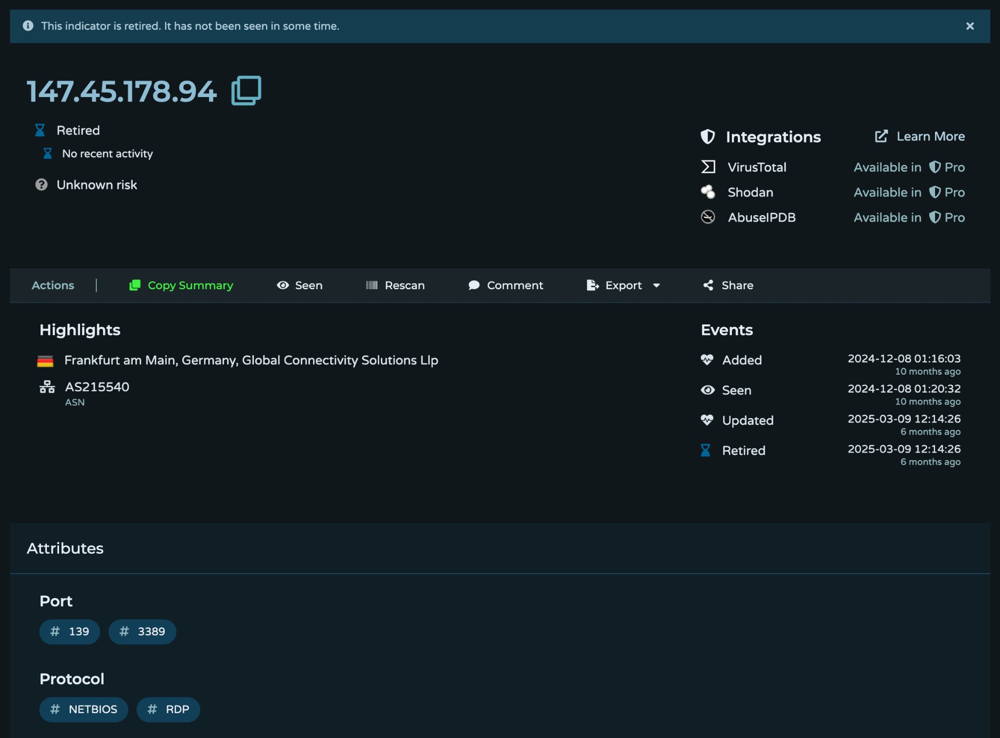 This indicator is retired. It has not been seen in some time.
147.45.178.94
Retired
No recent activity
Unknown risk
Integrations Learn More
VirusTotal Available in Pro
Shodan Available in Pro
AbuseIPDB Available in Pro
Actions | Copy Summary Seen Rescan Comment Export Share
Highlights
Frankfurt am Main, Germany, Global Connectivity Solutions Llp
AS215540
ASN
Events
Added 2024-12-08 01:16:03
10 months ago
Seen 2024-12-08 01:20:32
10 months ago
Updated 2025-03-09 12:14:26
6 months ago
Retired 2025-03-09 12:14:26
6 months ago
Attributes
Port
# 139 # 3389
Protocol
# NETBIOS # RDP